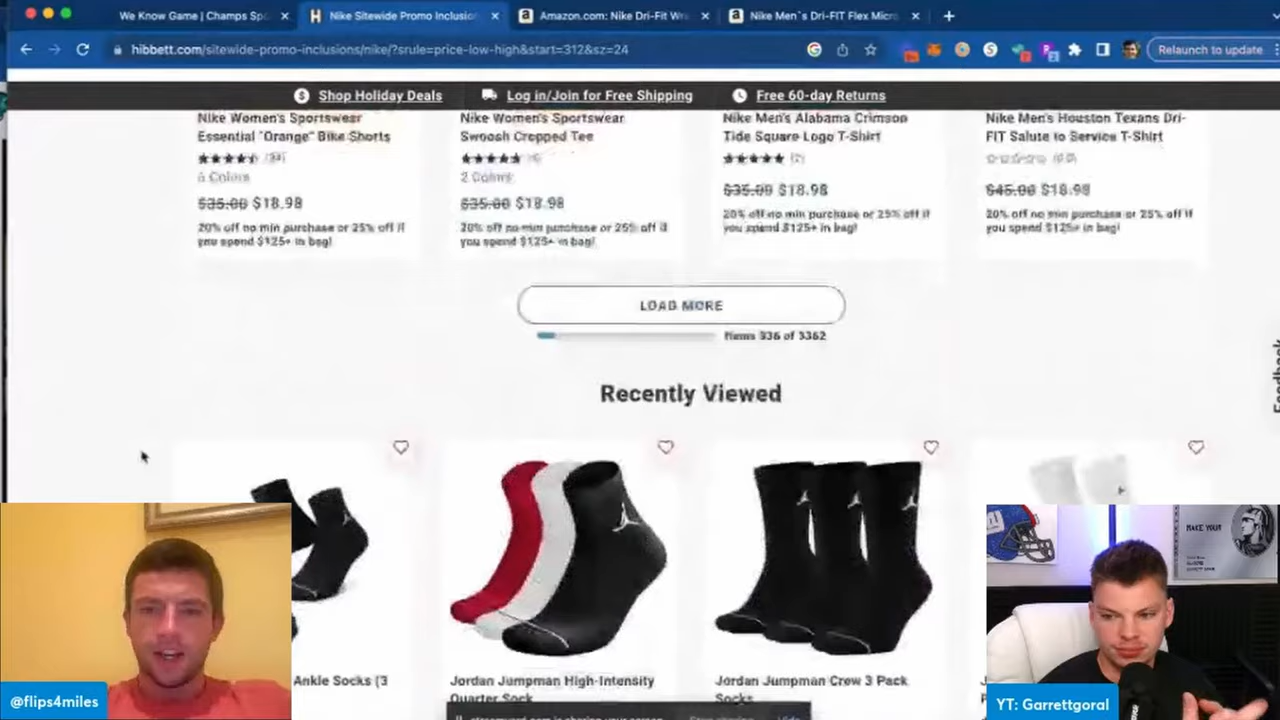 We Know Game | Champs Sp
Nike Sitewide Promo Inclusio
Amazon.com: Nike Dri-Fit Wr
Nike Men`s Dri-FIT Flex Micr
hibbett.com/sitewide-promo-inclusions/nike/?srule=price-low-high&start=312&sz=24
Relaunch to update
Shop Holiday Deals
Log in/Join for Free Shipping
Free 60-day Returns
Nike Women's Sportswear
Essential "Orange" Bike Shorts
6 Colors
$35.00 $18.98
20% off no min purchase or 25% off if
you spend $125+ in bag!
Nike Women's Sportswear
Swoosh Cropped Tee
2 Colors
$35.00 $18.98
20% off no min purchase or 25% off if
you spend $125+ in bag!
Nike Men's Alabama Crimson
Tide Square Logo T-Shirt
$35.00 $18.98
20% off no min purchase or 25% off if
you spend $125+ in bag!
Nike Men's Houston Texans Dri-
FIT Salute to Service T-Shirt
$45.00 $18.98
20% off no min purchase or 25% off if
you spend $125+ in bag!
LOAD MORE
Items 336 of 3362
Feedback
Recently Viewed
Ankle Socks (3
Jordan Jumpman High-Intensity
Quarter Sock
Jordan Jumpman Crew 3 Pack
Socks
MAKE YOUR
@flips4miles
YT: Garrettgoral